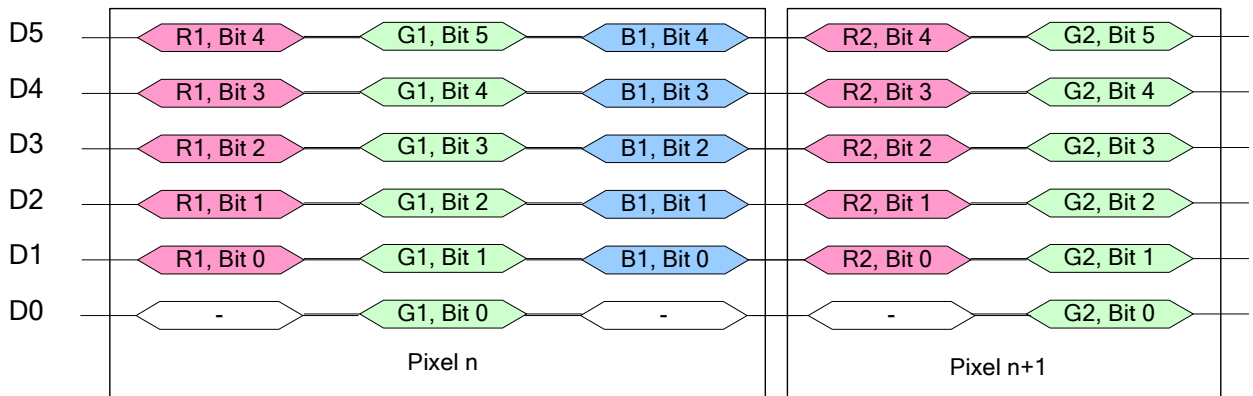 D5 R1, Bit 4 G1, Bit 5 B1, Bit 4 R2, Bit 4 G2, Bit 5
D4 R1, Bit 3 G1, Bit 4 B1, Bit 3 R2, Bit 3 G2, Bit 4
D3 R1, Bit 2 G1, Bit 3 B1, Bit 2 R2, Bit 2 G2, Bit 3
D2 R1, Bit 1 G1, Bit 2 B1, Bit 1 R2, Bit 1 G2, Bit 2
D1 R1, Bit 0 G1, Bit 1 B1, Bit 0 R2, Bit 0 G2, Bit 1
D0 - G1, Bit 0 - - G2, Bit 0
Pixel n Pixel n+1